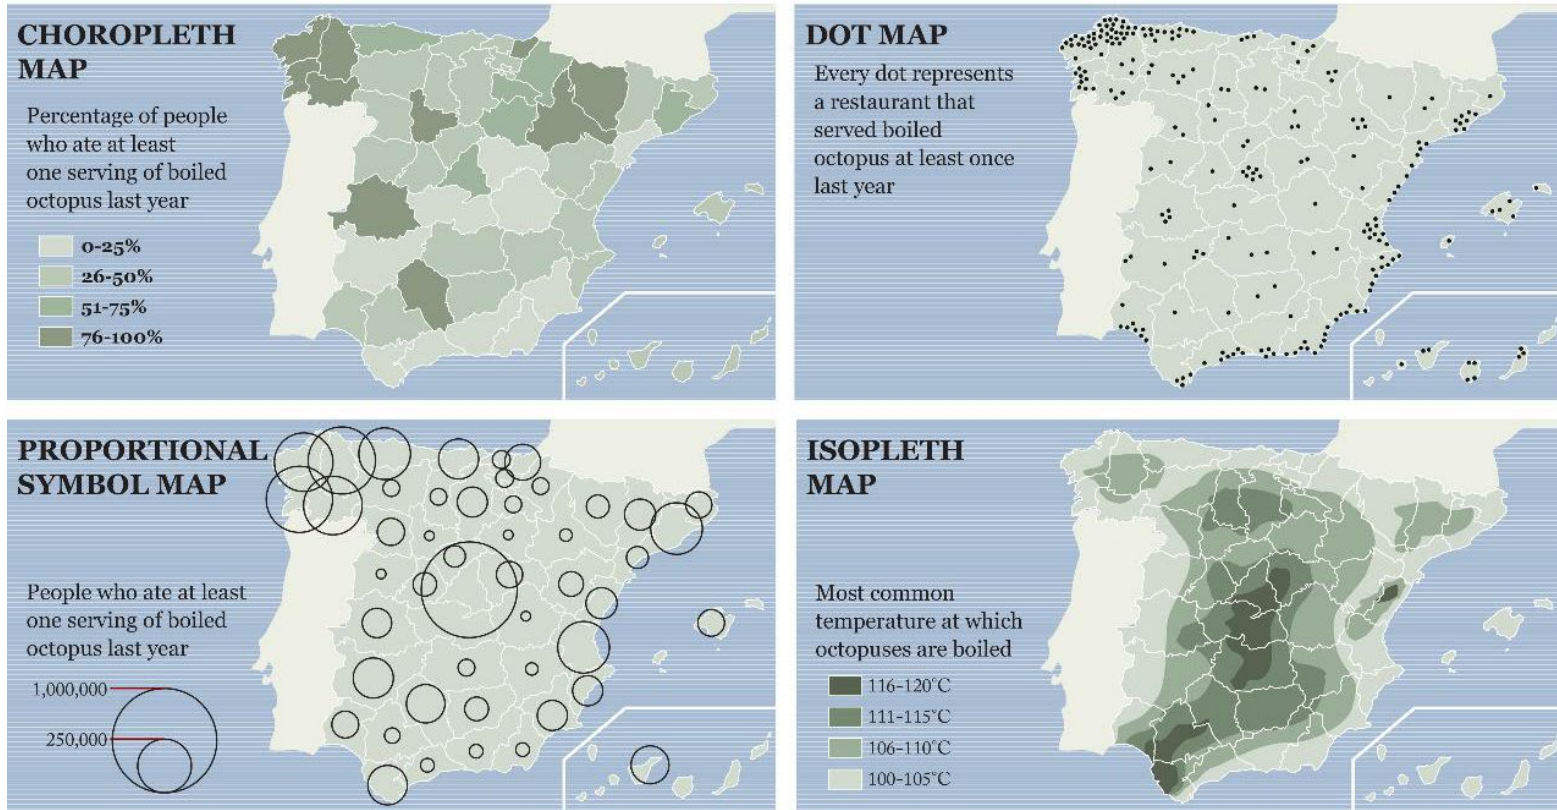 CHOROPLETH
MAP
Percentage of people
who ate at least
one serving of boiled
octopus last year
0-25%
26-50%
51-75%
76-100%
DOT MAP
Every dot represents
a restaurant that
served boiled
octopus at least once
last year
PROPORTIONAL
SYMBOL MAP
People who ate at least
one serving of boiled
octopus last year
1,000,000
250,000
ISOPLETH
MAP
Most common
temperature at which
octopuses are boiled
116-120°C
111-115°C
106-110°C
100-105°C